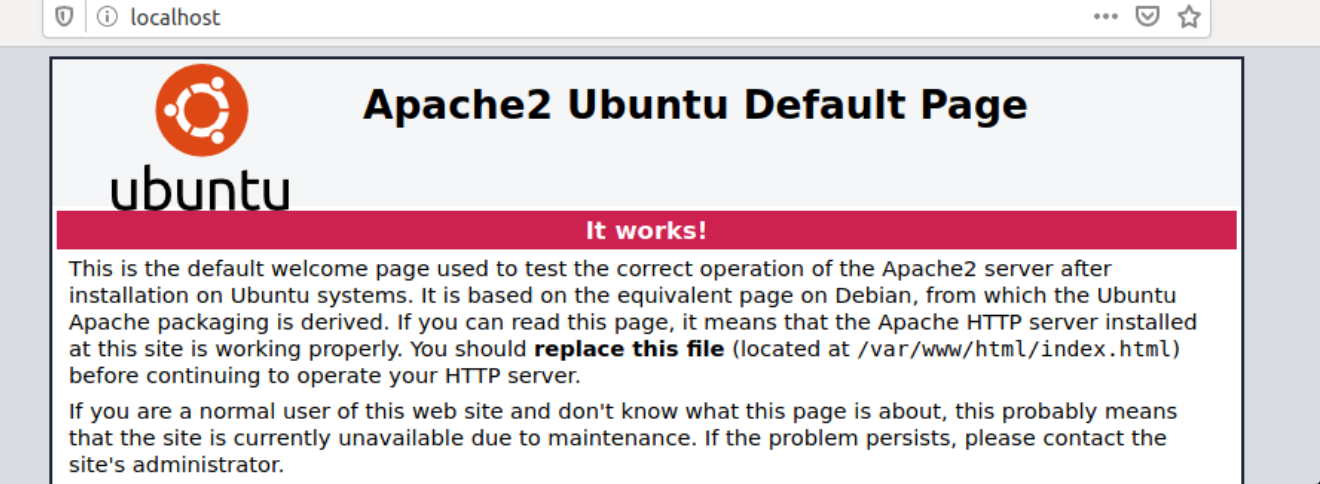 localhost
Apache2 Ubuntu Default Page
ubuntu
It works!
This is the default welcome page used to test the correct operation of the Apache2 server after
installation on Ubuntu systems. It is based on the equivalent page on Debian, from which the Ubuntu
Apache packaging is derived. If you can read this page, it means that the Apache HTTP server installed
at this site is working properly. You should replace this file (located at /var/www/html/index.html)
before continuing to operate your HTTP server.
If you are a normal user of this web site and don't know what this page is about, this probably means
that the site is currently unavailable due to maintenance. If the problem persists, please contact the
site's administrator.